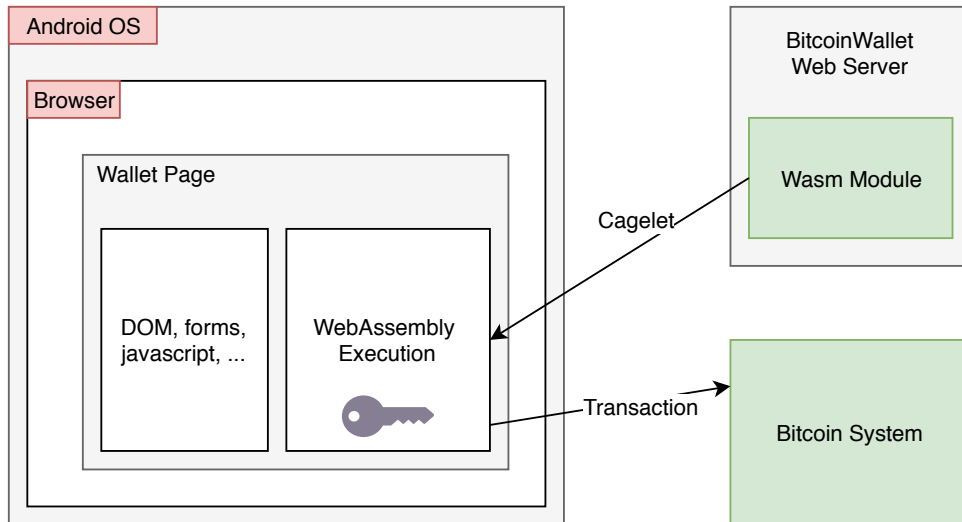 Android OS
Browser
Wallet Page
DOM, forms,
javascript, ...
WebAssembly
Execution
Cagelet
Transaction
BitcoinWallet
Web Server
Wasm Module
Bitcoin System